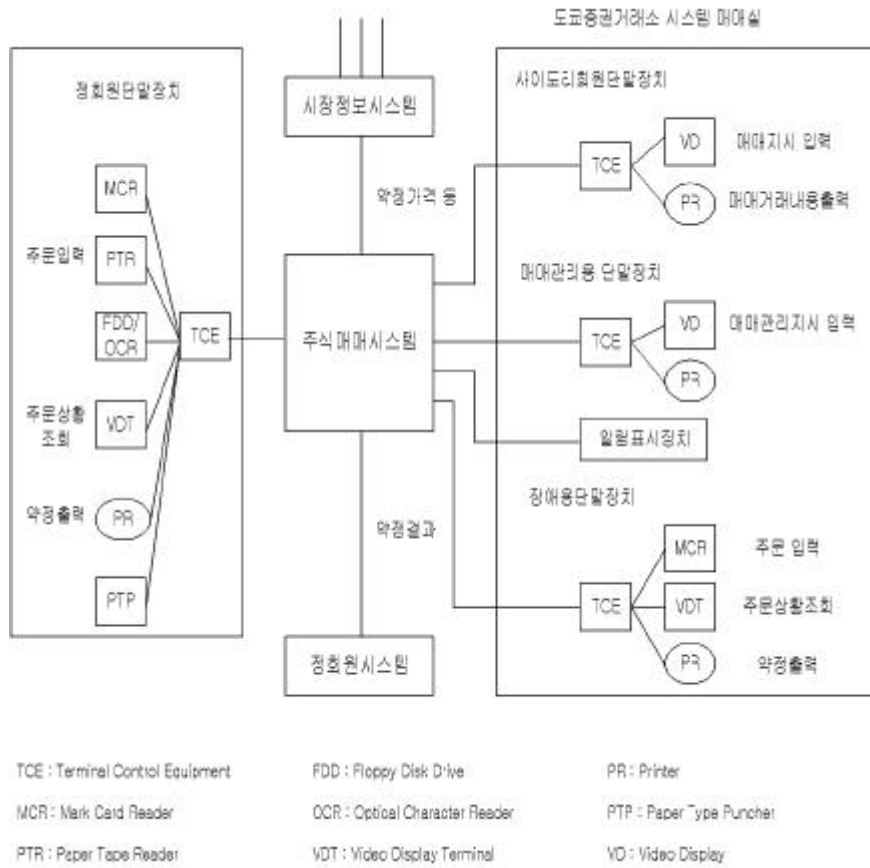 도쿄증권거래소 시스템 매매실
정회원단말장치
MCR
주문입력
PTR
FDD/
OCR
TCE
주문상황
조회
VDT
약정출력
PR
PTP
시장정보시스템
약정가격 등
주식매매시스템
약정결과
정회원시스템
사이도리회원단말장치
TCE
VD
매매지시 입력
PR
매매거래내용출력
매매관리용 단말장치
TCE
VD
매매관리지시 입력
PR
알림표시장치
장애용단말장치
MCR
주문 입력
TCE
VDT
주문상황조회
PR
약정출력
TCE : Terminal Control Equipment
FDD : Floppy Disk Drive
PR : Printer
MCR : Mark Card Reader
OCR : Optical Character Reader
PTP : Paper Type Puncher
PTR : Paper Tape Reader
VDT : Video Display Terminal
VD : Video Display